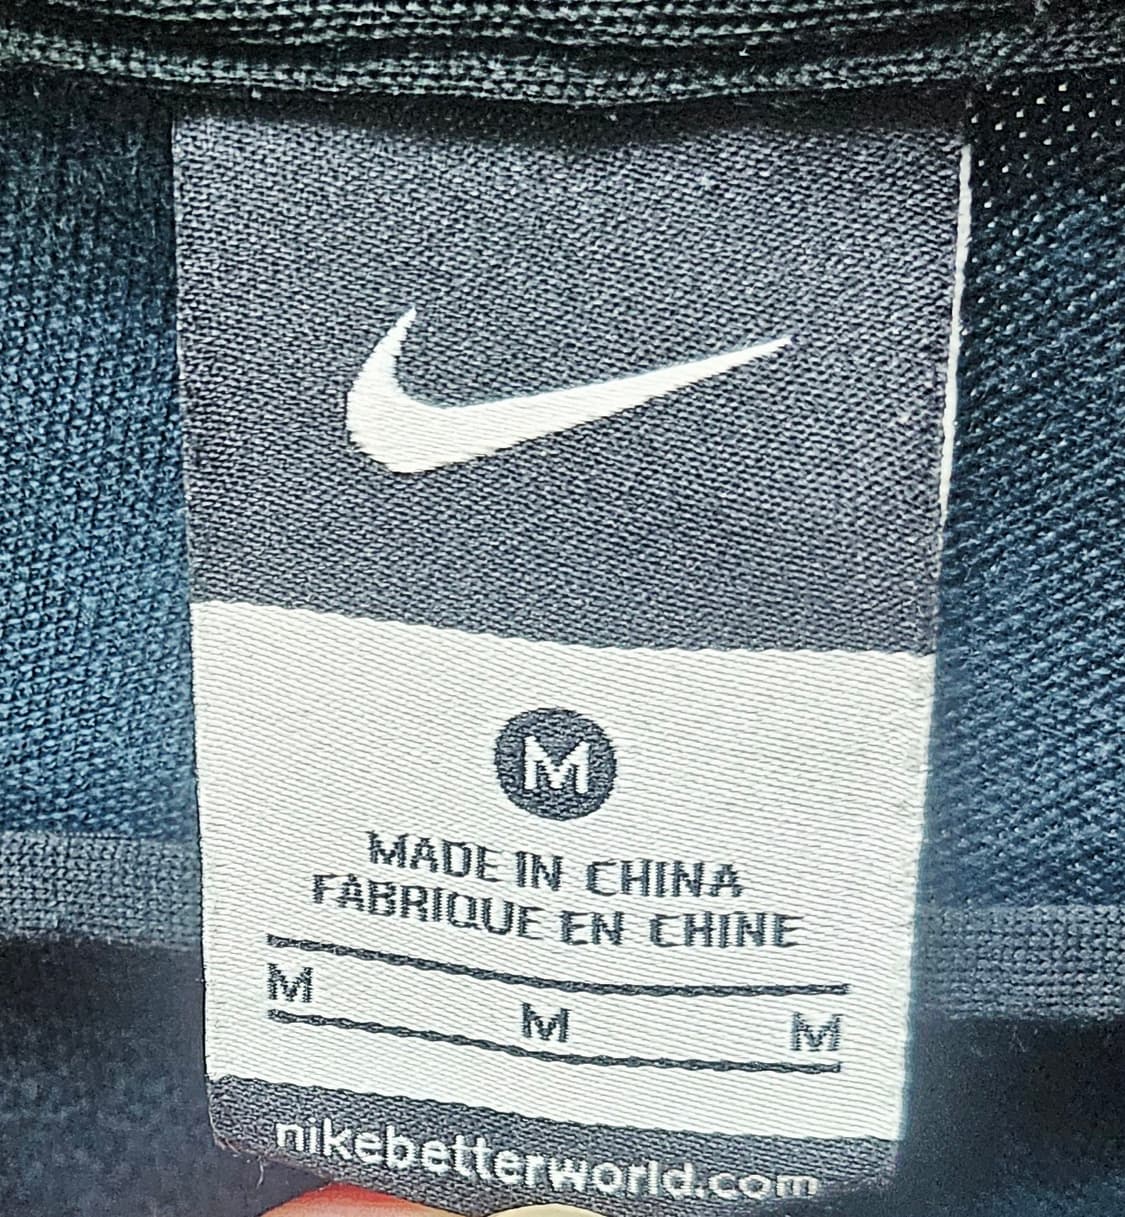 M
MADE IN CHINA
FABRIQUE EN CHINE
M M M
nikebetterworld.com